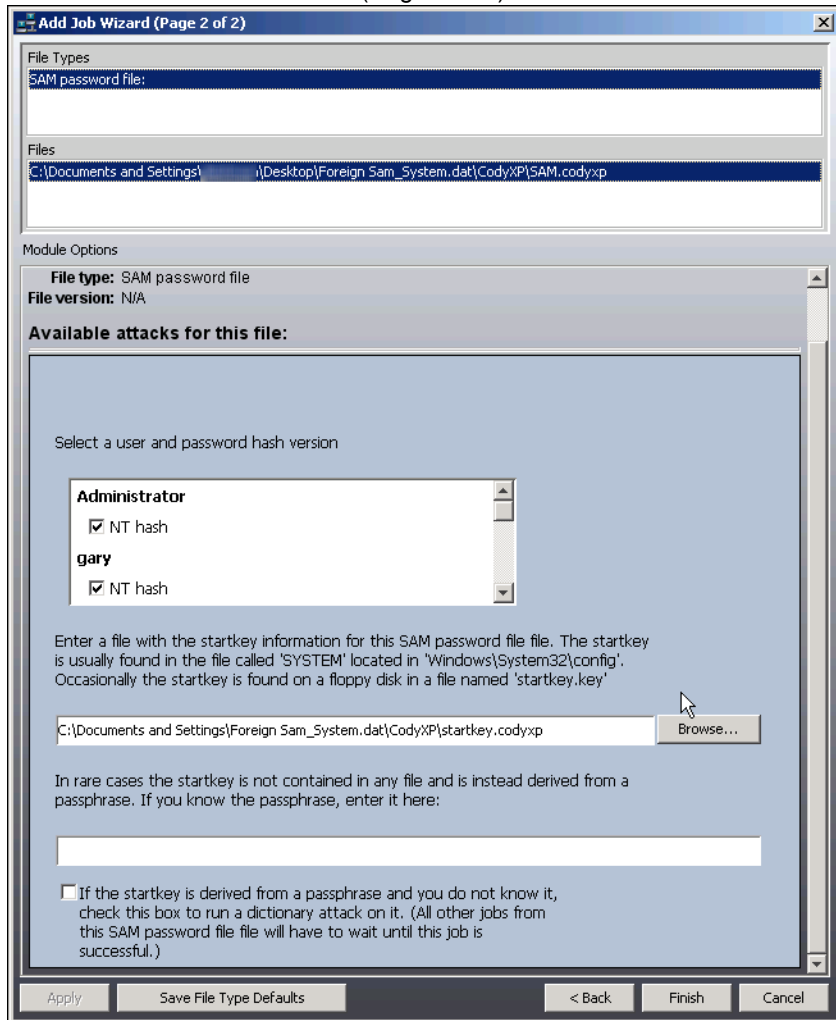 Add Job Wizard (Page 2 of 2)
File Types
SAM password file:
Files
C:\Documents and Settings\ \Desktop\Foreign Sam_System.dat\CodyXP\SAM.codyxp
Module Options
File type: SAM password file
File version: N/A
Available attacks for this file:
Select a user and password hash version
Administrator
NT hash
gary
NT hash
Enter a file with the startkey information for this SAM password file file. The startkey
is usually found in the file called 'SYSTEM' located in 'Windows\System32\config'.
Occasionally the startkey is found on a floppy disk in a file named 'startkey.key'
C:\Documents and Settings\Foreign Sam_System.dat\CodyXP\startkey.codyxp
Browse...
In rare cases the startkey is not contained in any file and is instead derived from a
passphrase. If you know the passphrase, enter it here:
If the startkey is derived from a passphrase and you do not know it,
check this box to run a dictionary attack on it. (All other jobs from
this SAM password file file will have to wait until this job is
successful.)
Apply
Save File Type Defaults
< Back
Finish
Cancel